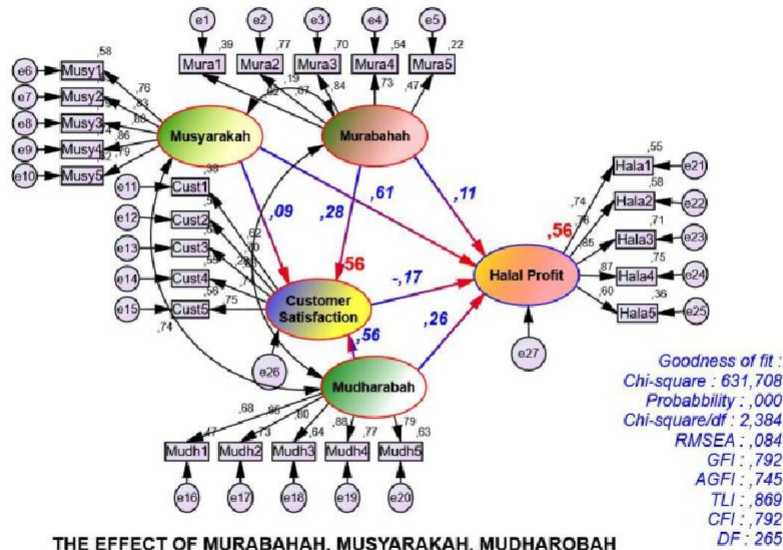 e1 e2 e3 e4 e5
,39 ,77 ,70 ,54 ,22
Mura1 Mura2 Mura3 Mura4 Mura5
,19 ,84 ,73 ,47
,58
e6 Musy1
e7 Musy2
e8 Musy3
e9 Musy4
e10 Musy5
,76
,86
,79
Musyarakah
Murabahah
e11 Cust1
e12 Cust2
e13 Cust3
e14 Cust4
e15 Cust5
,56 ,75
,09
,28
,61
,11
,56
Customer
Satisfaction
e26
-,17
,56
,26
,56
Halal Profit
e27
,55
Hala1 e21
,58
Hala2 e22
,71
Hala3 e23
,75
Hala4 e24
,36
Hala5 e25
,74
,85
,87
,60
,74
Mudharabah
,68 ,80 ,88 ,79
,47 ,73 ,64 ,77 ,63
Mudh1 Mudh2 Mudh3 Mudh4 Mudh5
e16 e17 e18 e19 e20
Goodness of fit :
Chi-square : 631,708
Probabbility : ,000
Chi-square/df : 2,384
RMSEA : ,084
GFI : ,792
AGFI : ,745
TLI : ,869
CFI : ,792
DF : 265
THE EFFECT OF MURABAHAH, MUSYARAKAH, MUDHAROBAH